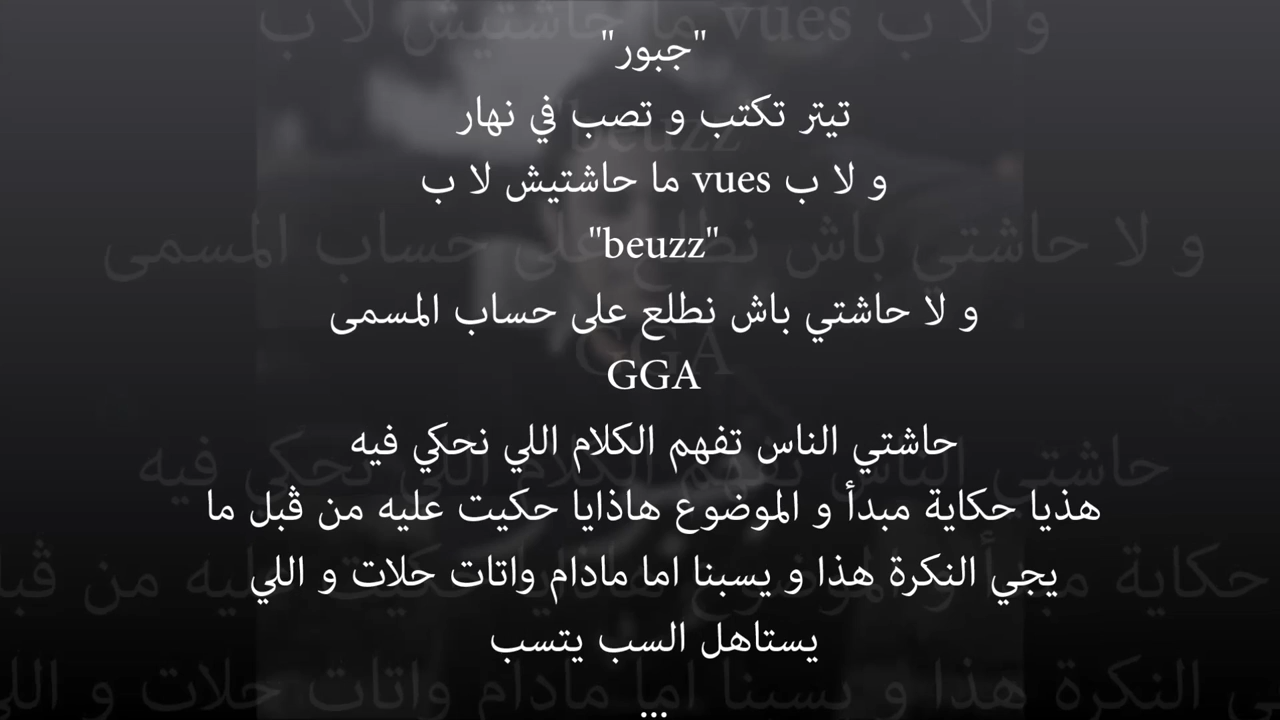 "جبور"
تيتر تكتب و تصب في نهار
ما حاشتيش لا ب vues و لا ب
"beuzz"
و لا حاشتي باش نطلع على حساب المسمى
GGA
حاشتي الناس تفهم الكلام اللي نحكي فيه
هذيا حكاية مبدأ و الموضوع هاذايا حكيت عليه من ڨبل ما
يجي النكرة هذا و يسبنا اما مادام واتات حلات و اللي
يستاهل السب يتسب
...